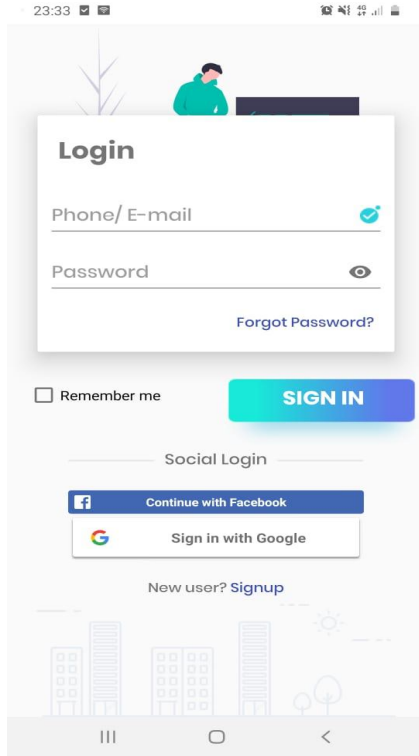 23:33
4G
Login
Phone/ E-mail
Password
Forgot Password?
Remember me
SIGN IN
Social Login
Continue with Facebook
Sign in with Google
New user? Signup